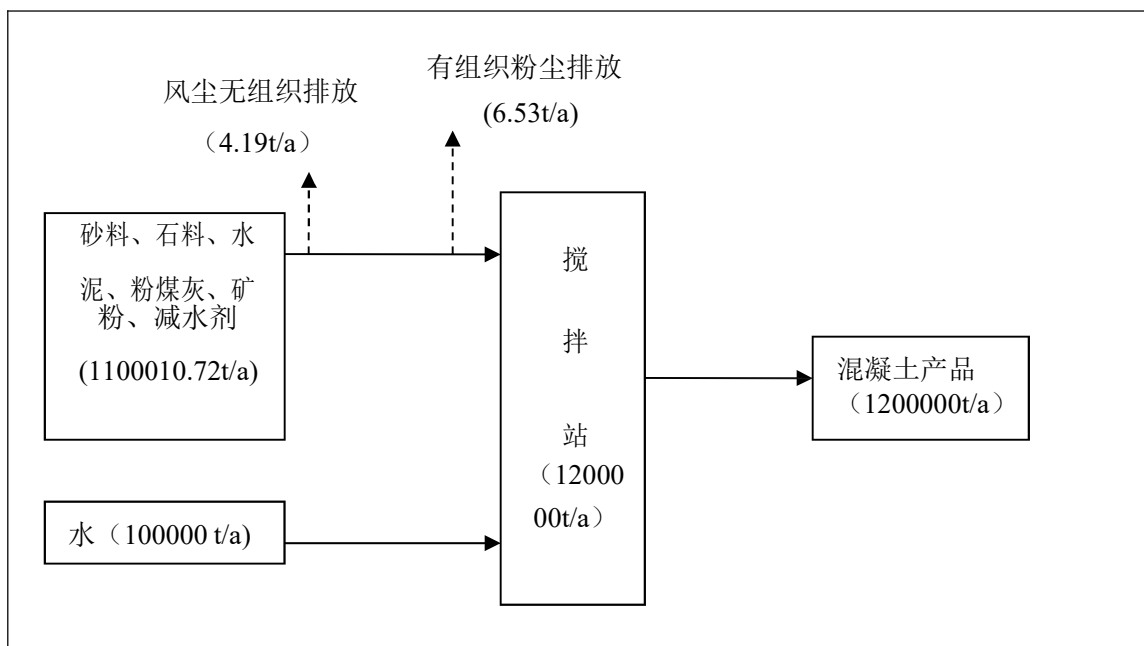 有组织粉尘排放
(6.53t/a)
风尘无组织排放
（4.19t/a）
砂料、石料、水
泥、粉煤灰、矿
粉、减水剂
(1100010.72t/a)
水（100000 t/a)
搅
拌
站
（12000
00t/a）
混凝土产品
（1200000t/a）